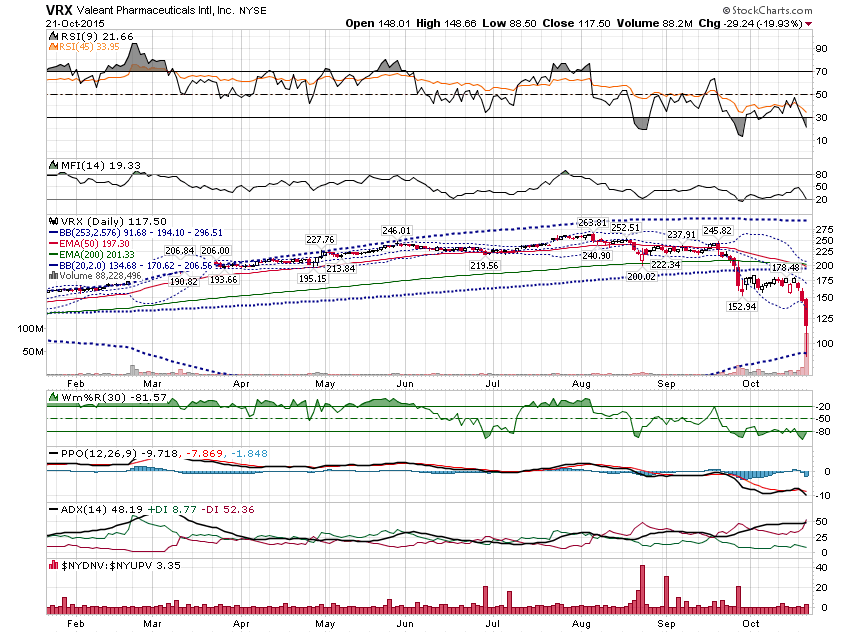 VRX Valeant Pharmaceuticals Intl, Inc. NYSE
© StockCharts.com
21-Oct-2015
Open 148.01 High 148.66 Low 88.50 Close 117.50 Volume 88.2M Chg -29.24 (-19.93%)
RSI(9) 21.66
RSI(45) 33.95
90
70
50
30
10
MFI(14) 19.33
80
50
20
VRX (Daily) 117.50
BB(253,2.576) 91.68 - 194.10 - 296.51
EMA(50) 197.30
EMA(200) 201.33
BB(20,2.0) 134.68 - 170.62 - 206.56
Volume 88,228,496
206.84
206.00
227.76
246.01
263.81
252.51
237.91
245.82
190.82
193.66
195.15
213.84
219.56
240.90
200.02
222.34
178.48
152.94
275
250
225
200
175
150
125
100
100M
50M
Feb Mar Apr May Jun Jul Aug Sep Oct
Wm%R(30) -81.57
-20
-50
-80
PPO(12,26,9) -9.718, -7.869, -1.848
0
-10
ADX(14) 48.19 +DI 8.77 -DI 52.36
50
25
0
$NYDNV:$NYUPV 3.35
40
20
0
Feb Mar Apr May Jun Jul Aug Sep Oct